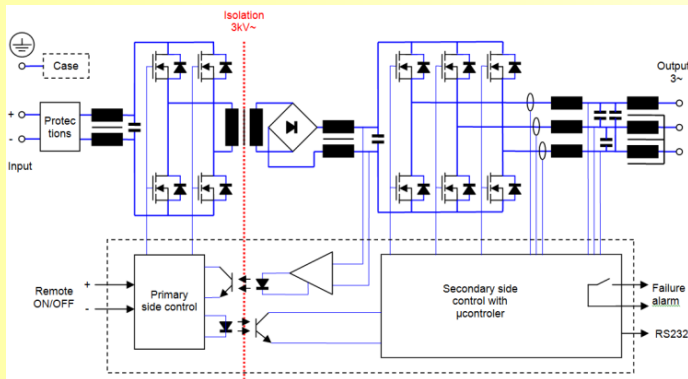 Isolation
3kV~
Case
Output
3~
+
-
Protec
tions
Input
Remote
ON/OFF
+
-
Primary
side control
Secondary side
control with
µcontroler
Failure
alarm
RS232